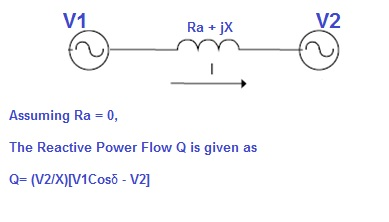 V1 V2
Ra + jX
I
Assuming Ra = 0,
The Reactive Power Flow Q is given as
Q= (V2/X)[V1Cosδ - V2]